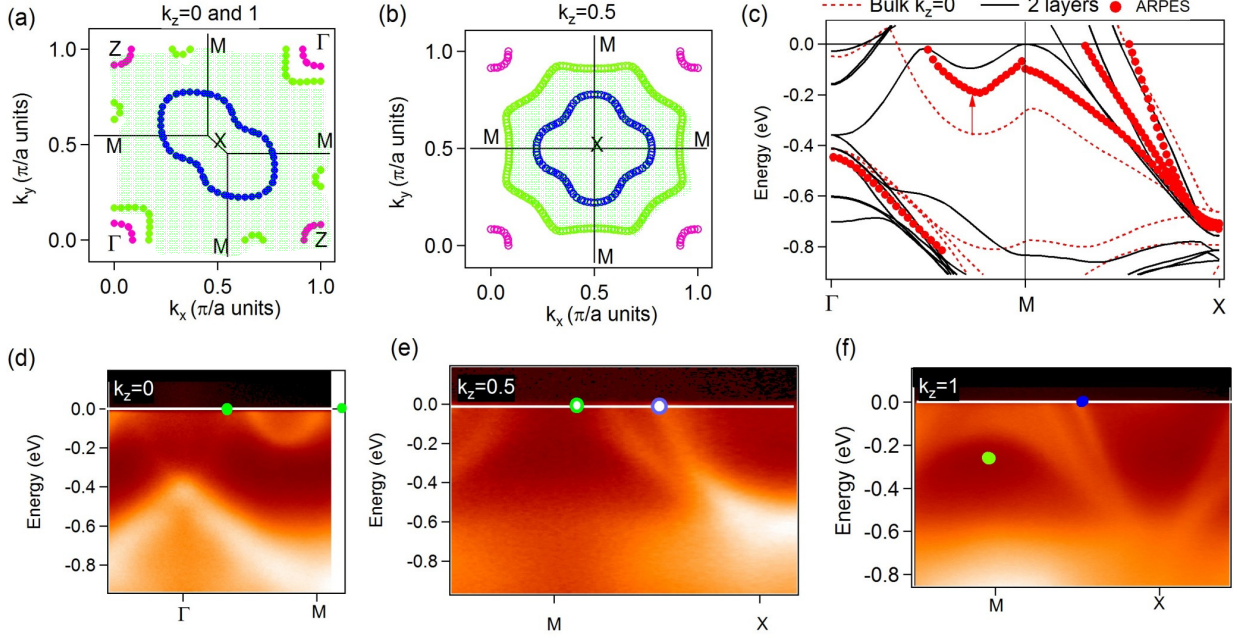 (a)
k_z=0 and 1
1.0
0.5
0.0
k_y (π/a units)
Z
M
Γ
M
X
M
Γ
M
Z
0.0
0.5
1.0
k_x (π/a units)
(b)
k_z=0.5
1.0
0.5
0.0
k_y (π/a units)
M
M
X
M
M
0.0
0.5
1.0
k_x (π/a units)
(c)
Bulk k_z=0
2 layers
ARPES
0.0
-0.2
-0.4
-0.6
-0.8
Energy (eV)
Γ
M
X
(d)
k_z=0
0.0
-0.2
-0.4
-0.6
-0.8
Energy (eV)
Γ
M
(e)
k_z=0.5
0.0
-0.2
-0.4
-0.6
-0.8
Energy (eV)
M
X
(f)
k_z=1
0.0
-0.2
-0.4
-0.6
-0.8
Energy (eV)
M
X